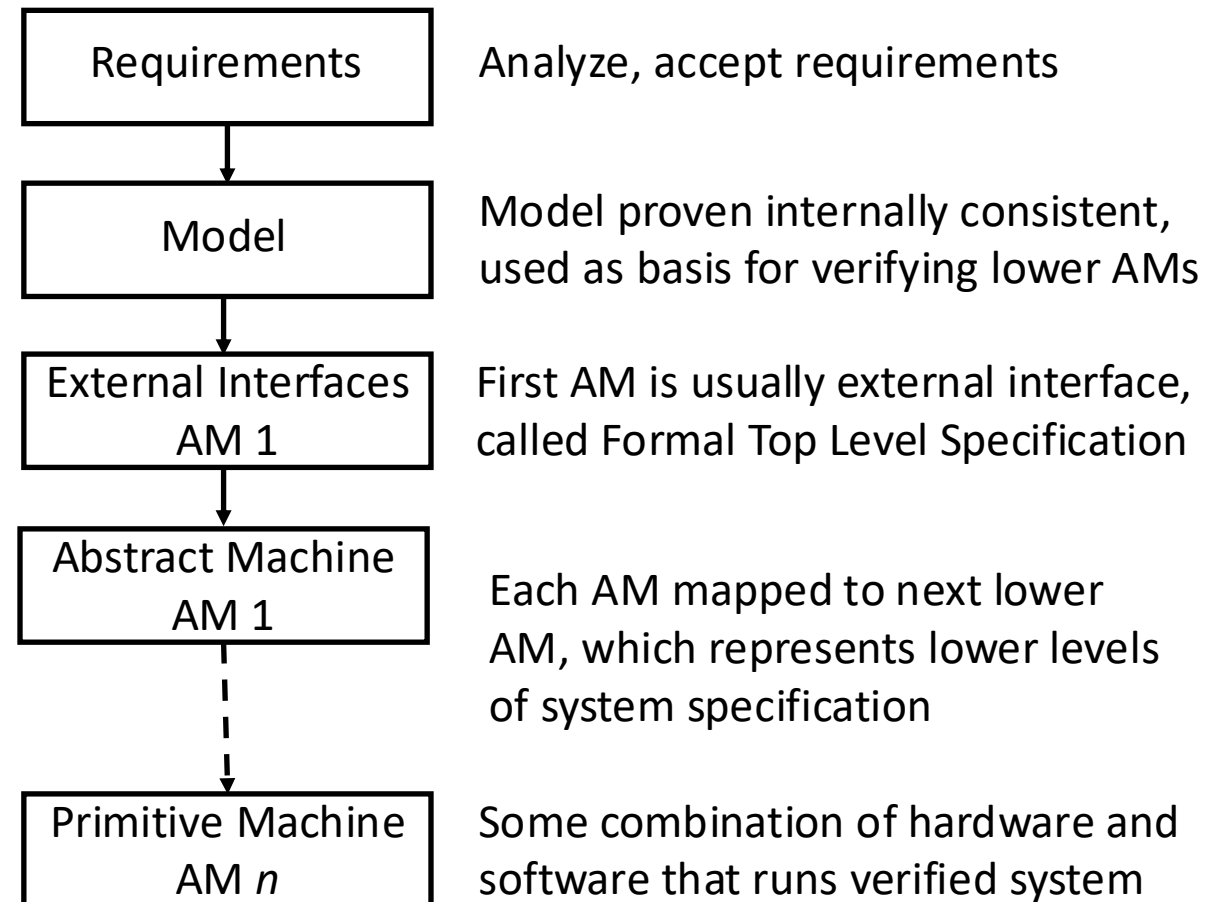 Requirements
Analyze, accept requirements
Model
Model proven internally consistent,
used as basis for verifying lower AMs
External Interfaces
AM 1
First AM is usually external interface,
called Formal Top Level Specification
Abstract Machine
AM 1
Each AM mapped to next lower
AM, which represents lower levels
of system specification
Primitive Machine
AM n
Some combination of hardware and
software that runs verified system